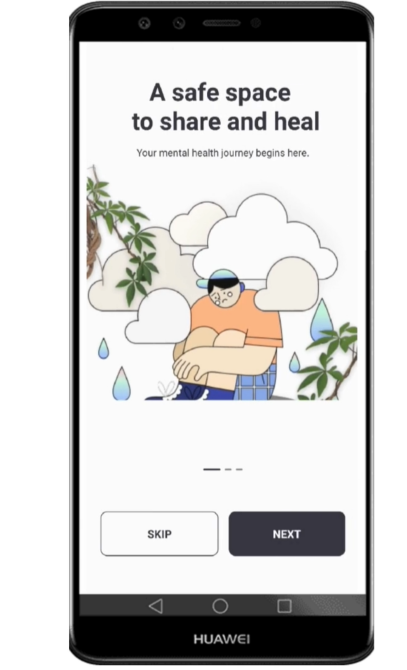 A safe space
to share and heal
Your mental health journey begins here.
SKIP
NEXT
HUAWEI